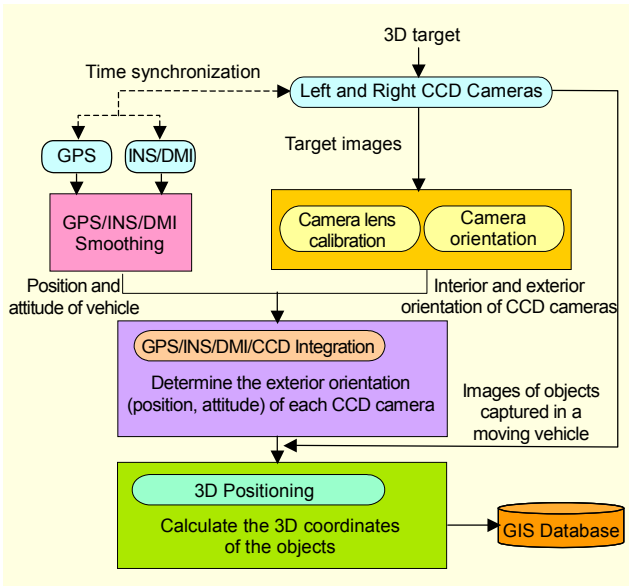 3D target
Time synchronization
Left and Right CCD Cameras
GPS
INS/DMI
Target images
GPS/INS/DMI
Smoothing
Camera lens
calibration
Camera
orientation
Position and
attitude of vehicle
Interior and exterior
orientation of CCD cameras
GPS/INS/DMI/CCD Integration
Determine the exterior orientation
(position, attitude) of each CCD camera
Images of objects
captured in a
moving vehicle
3D Positioning
Calculate the 3D coordinates
of the objects
GIS Database